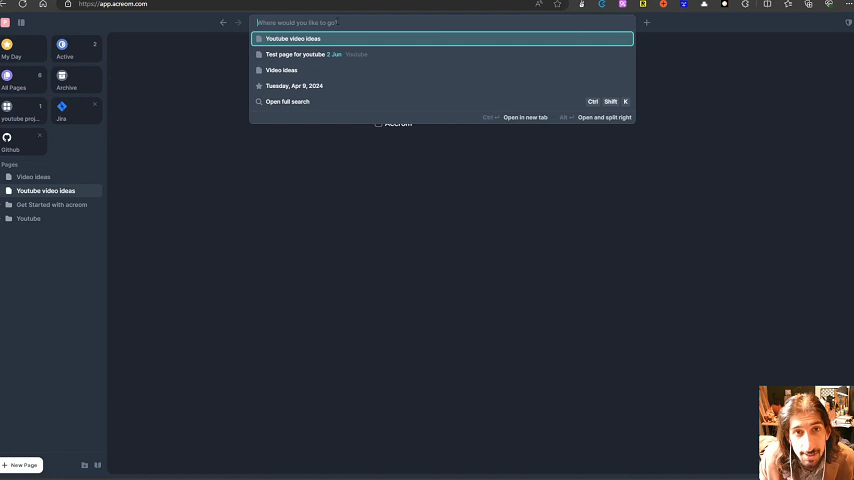 https://app.acreom.com
Where would you like to go?
Youtube video ideas
Test page for youtube 2 Jun Youtube
Video ideas
Tuesday, Apr 9, 2024
Open full search Ctrl Shift K
Ctrl ↵ Open in new tab Alt ↵ Open and split right
My Day
Active 2
All Pages 6
Archive
youtube proj... 1
Jira
Github
Pages
Video ideas
Youtube video ideas
Get Started with acreom
Youtube
+ New Page